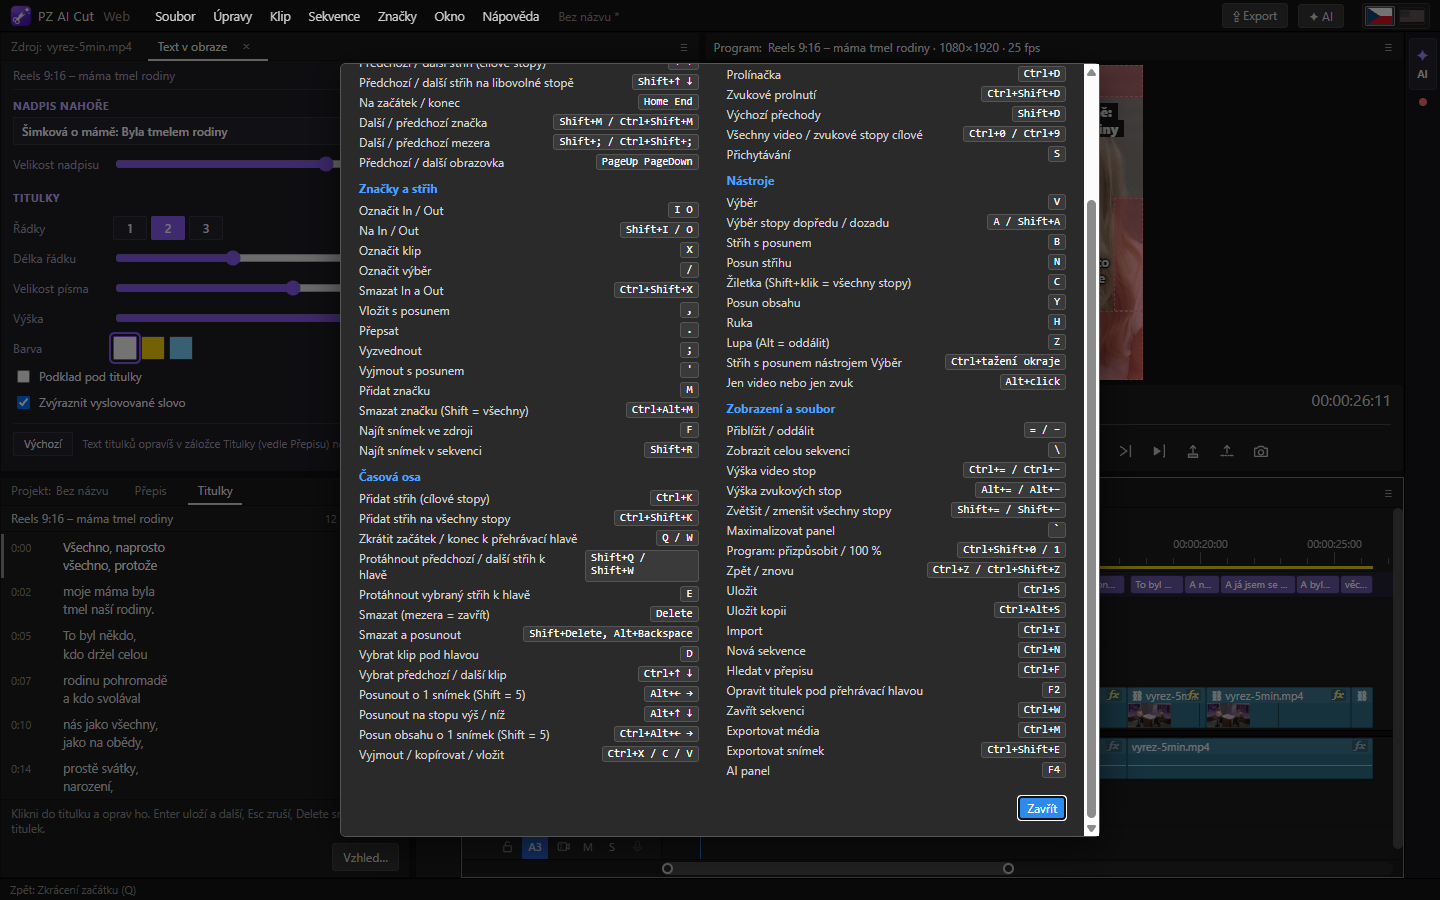 PZ AI Cut Web
Soubor Úpravy Klip Sekvence Značky Okno Nápověda
Bez názvu *
Export
AI
Zdroj: vyrez-5min.mp4
Text v obraze
Program: Reels 9:16 – máma tmel rodiny · 1080×1920 · 25 fps
AI
Reels 9:16 – máma tmel rodiny
NADPIS NAHOŘE
Šimková o mámě: Byla tmelem rodiny
Velikost nadpisu
TITULKY
Řádky 1 2 3
Délka řádku
Velikost písma
Výška
Barva
Podklad pod titulky
Zvýraznit vyslovované slovo
Výchozí
Text titulků opravíš v záložce Titulky (vedle Přepisu)
Projekt: Bez názvu
Přepis
Titulky
Reels 9:16 – máma tmel rodiny 12
0:00 Všechno, naprosto
všechno, protože
0:02 moje máma byla
tmel naší rodiny.
0:05 To byl někdo,
kdo držel celou
0:07 rodinu pohromadě
a kdo svolával
0:10 nás jako všechny,
jako na obědy,
0:14 prostě svátky,
narození,
Klikni do titulku a oprav ho. Enter uloží a další, Esc zruší, Delete
titulek.
Vzhled...
Zpět: Zkrácení začátku (Q)
Předchozí / další střih (cílové stopy) ↑ ↓
Předchozí / další střih na libovolné stopě Shift+↑ ↓
Na začátek / konec Home End
Další / předchozí značka Shift+M / Ctrl+Shift+M
Další / předchozí mezera Shift+; / Ctrl+Shift+;
Předchozí / další obrazovka PageUp PageDown
Značky a střih
Označit In / Out I O
Na In / Out Shift+I / O
Označit klip X
Označit výběr /
Smazat In a Out Ctrl+Shift+X
Vložit s posunem ,
Přepsat .
Vyzvednout ;
Vyjmout s posunem '
Přidat značku M
Smazat značku (Shift = všechny) Ctrl+Alt+M
Najít snímek ve zdroji F
Najít snímek v sekvenci Shift+R
Časová osa
Přidat střih (cílové stopy) Ctrl+K
Přidat střih na všechny stopy Ctrl+Shift+K
Zkrátit začátek / konec k přehrávací hlavě Q / W
Protáhnout předchozí / další střih k Shift+Q /
hlavě Shift+W
Protáhnout vybraný střih k hlavě E
Smazat (mezera = zavřít) Delete
Smazat a posunout Shift+Delete, Alt+Backspace
Vybrat klip pod hlavou D
Vybrat předchozí / další klip Ctrl+↑ ↓
Posunout o 1 snímek (Shift = 5) Alt+← →
Posunout na stopu výš / níž Alt+↑ ↓
Posun obsahu o 1 snímek (Shift = 5) Ctrl+Alt+← →
Vyjmout / kopírovat / vložit Ctrl+X / C / V
Prolínačka Ctrl+D
Zvukové prolnutí Ctrl+Shift+D
Výchozí přechody Shift+D
Všechny video / zvukové stopy cílové Ctrl+0 / Ctrl+9
Přichytávání S
Nástroje
Výběr V
Výběr stopy dopředu / dozadu A / Shift+A
Střih s posunem B
Posun střihu N
Žiletka (Shift+klik = všechny stopy) C
Posun obsahu Y
Ruka H
Lupa (Alt = oddálit) Z
Střih s posunem nástrojem Výběr Ctrl+tažení okraje
Jen video nebo jen zvuk Alt+click
Zobrazení a soubor
Přiblížit / oddálit = / −
Zobrazit celou sekvenci \
Výška video stop Ctrl+= / Ctrl+−
Výška zvukových stop Alt+= / Alt+−
Zvětšit / zmenšit všechny stopy Shift+= / Shift+−
Maximalizovat panel `
Program: přizpůsobit / 100 % Ctrl+Shift+0 / 1
Zpět / znovu Ctrl+Z / Ctrl+Shift+Z
Uložit Ctrl+S
Uložit kopii Ctrl+Alt+S
Import Ctrl+I
Nová sekvence Ctrl+N
Hledat v přepisu Ctrl+F
Opravit titulek pod přehrávací hlavou F2
Zavřít sekvenci Ctrl+W
Exportovat média Ctrl+M
Exportovat snímek Ctrl+Shift+E
AI panel F4
Zavřít
00:00:26:11
00:00:20:00 00:00:25:00
To byl ... A n... A já jsem se ... A byl... věc...
fx vyrez-5min.mp4 fx vyrez-5min.mp4 fx
fx vyrez-5min.mp4 fx
A3 M S